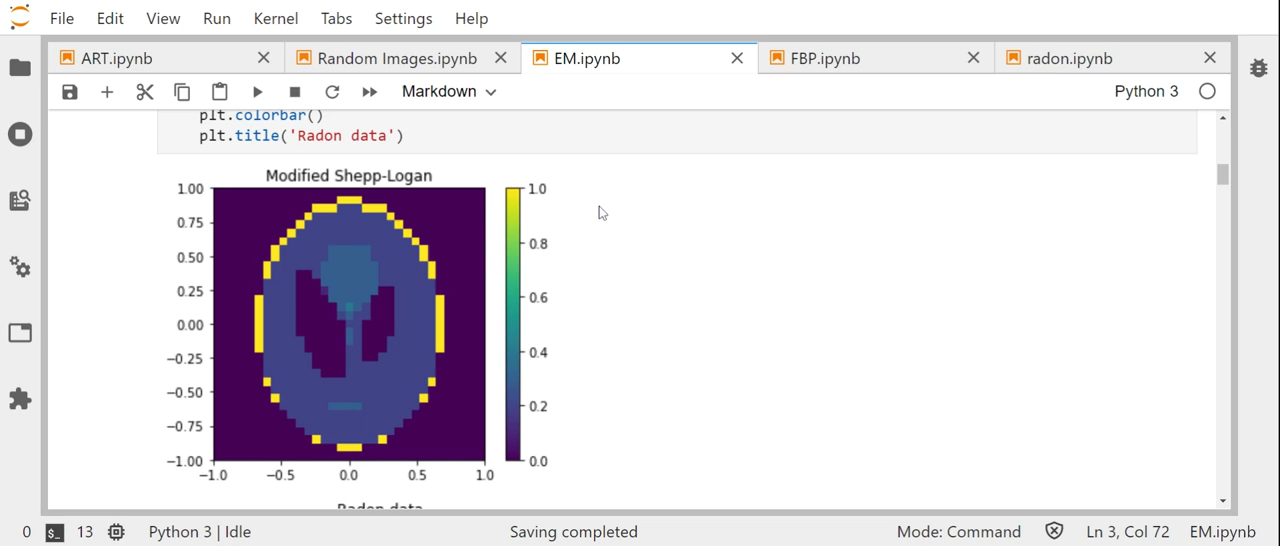 File Edit View Run Kernel Tabs Settings Help
ART.ipynb Random Images.ipynb EM.ipynb FBP.ipynb radon.ipynb
Markdown Python 3
plt.colorbar()
plt.title('Radon data')
Modified Shepp-Logan
1.00
0.75
0.50
0.25
0.00
−0.25
−0.50
−0.75
−1.00
−1.0 −0.5 0.0 0.5 1.0
1.0
0.8
0.6
0.4
0.2
0.0
Radon data
0 $_ 13 Python 3 | Idle Saving completed Mode: Command Ln 3, Col 72 EM.ipynb